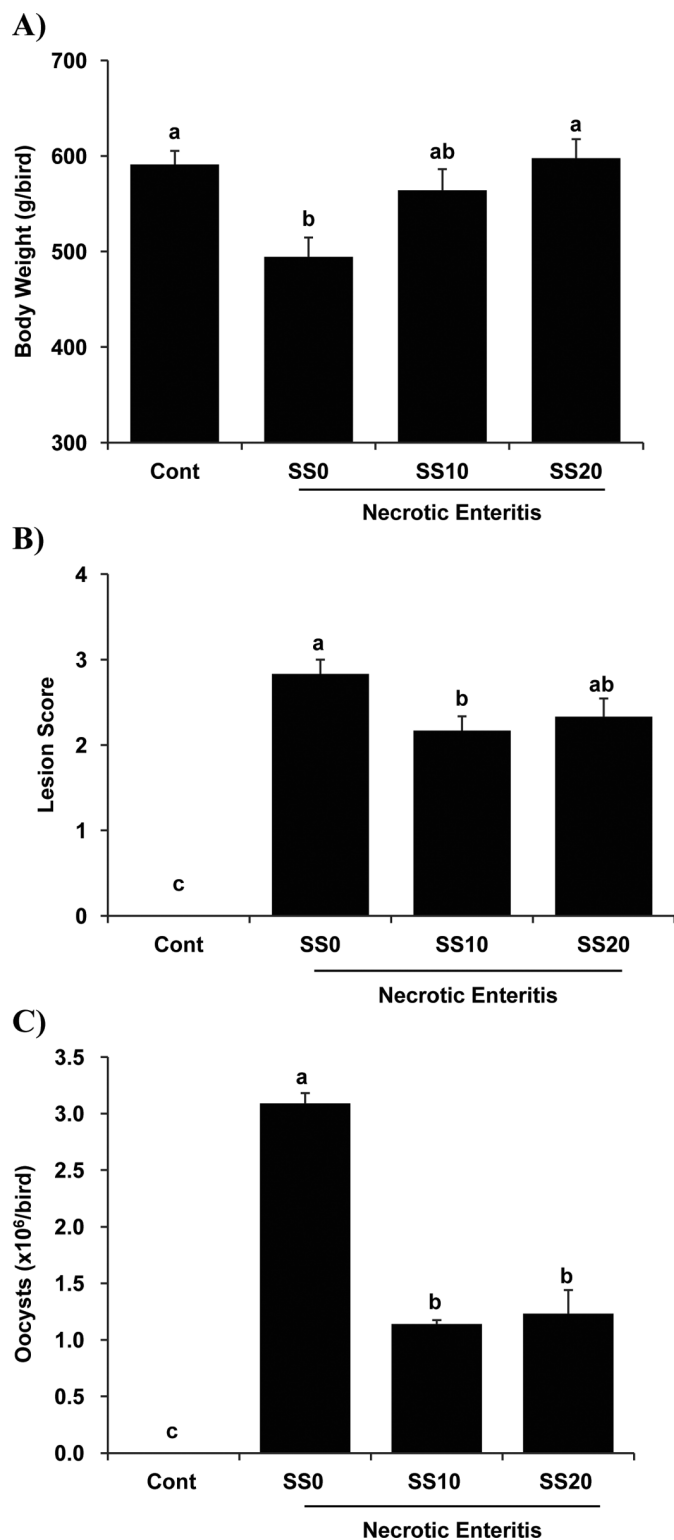 A)
700
600
500
400
300
Body Weight (g/bird)
a
b
ab
a
Cont SS0 SS10 SS20
Necrotic Enteritis
B)
4
3
2
1
0
Lesion Score
c
a
b
ab
Cont SS0 SS10 SS20
Necrotic Enteritis
C)
3.5
3.0
2.5
2.0
1.5
1.0
0.5
0.0
Oocysts (x10⁶/bird)
c
a
b
b
Cont SS0 SS10 SS20
Necrotic Enteritis